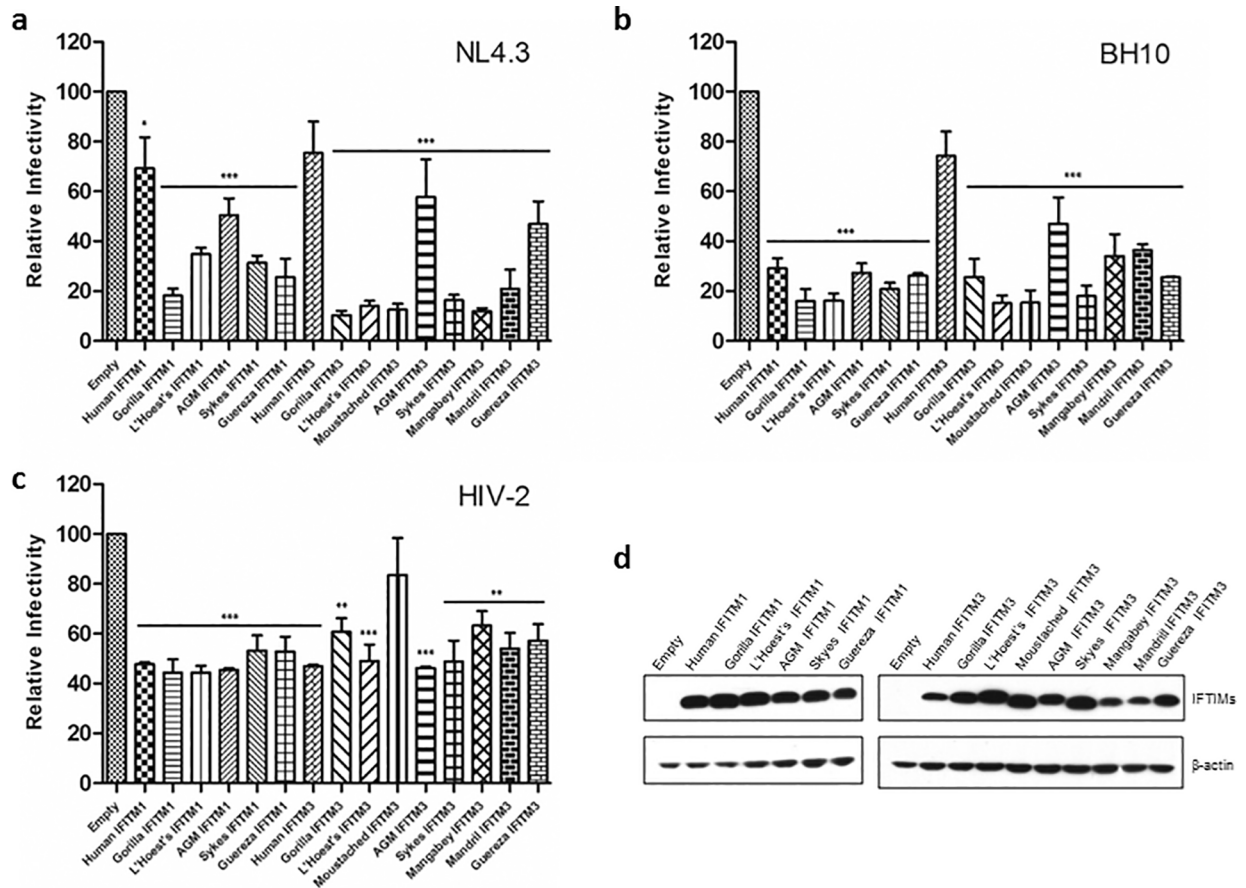 a
NL4.3
Relative Infectivity
120
100
80
60
40
20
0
*
***
***
Empty
Human IFITM1
Gorilla IFITM1
L'Hoest's IFITM1
AGM IFITM1
Sykes IFITM1
Guereza IFITM1
Human IFITM3
Gorilla IFITM3
L'Hoest's IFITM3
Moustached IFITM3
AGM IFITM3
Sykes IFITM3
Mangabey IFITM3
Mandril IFITM3
Guereza IFITM3
b
BH10
Relative Infectivity
120
100
80
60
40
20
0
***
***
Empty
Human IFITM1
Gorilla IFITM1
L'Hoest's IFITM1
AGM IFITM1
Sykes IFITM1
Guereza IFITM1
Human IFITM3
Gorilla IFITM3
L'Hoest's IFITM3
Moustached IFITM3
AGM IFITM3
Sykes IFITM3
Mangabey IFITM3
Mandril IFITM3
Guereza IFITM3
c
HIV-2
Relative Infectivity
120
100
80
60
40
20
0
***
**
***
***
**
Empty
Human IFITM1
Gorilla IFITM1
L'Hoest's IFITM1
AGM IFITM1
Sykes IFITM1
Guereza IFITM1
Human IFITM3
Gorilla IFITM3
L'Hoest's IFITM3
Moustached IFITM3
AGM IFITM3
Sykes IFITM3
Mangabey IFITM3
Mandril IFITM3
Guereza IFITM3
d
Empty
Human IFITM1
Gorilla IFITM1
L'Hoest's IFITM1
AGM IFITM1
Skyes IFITM1
Guereza IFITM1
Empty
Human IFITM3
Gorilla IFITM3
L'Hoest's IFITM3
Moustached IFITM3
AGM IFITM3
Skyes IFITM3
Mangabey IFITM3
Mandril IFITM3
Guereza IFITM3
IFTIMs
β-actin